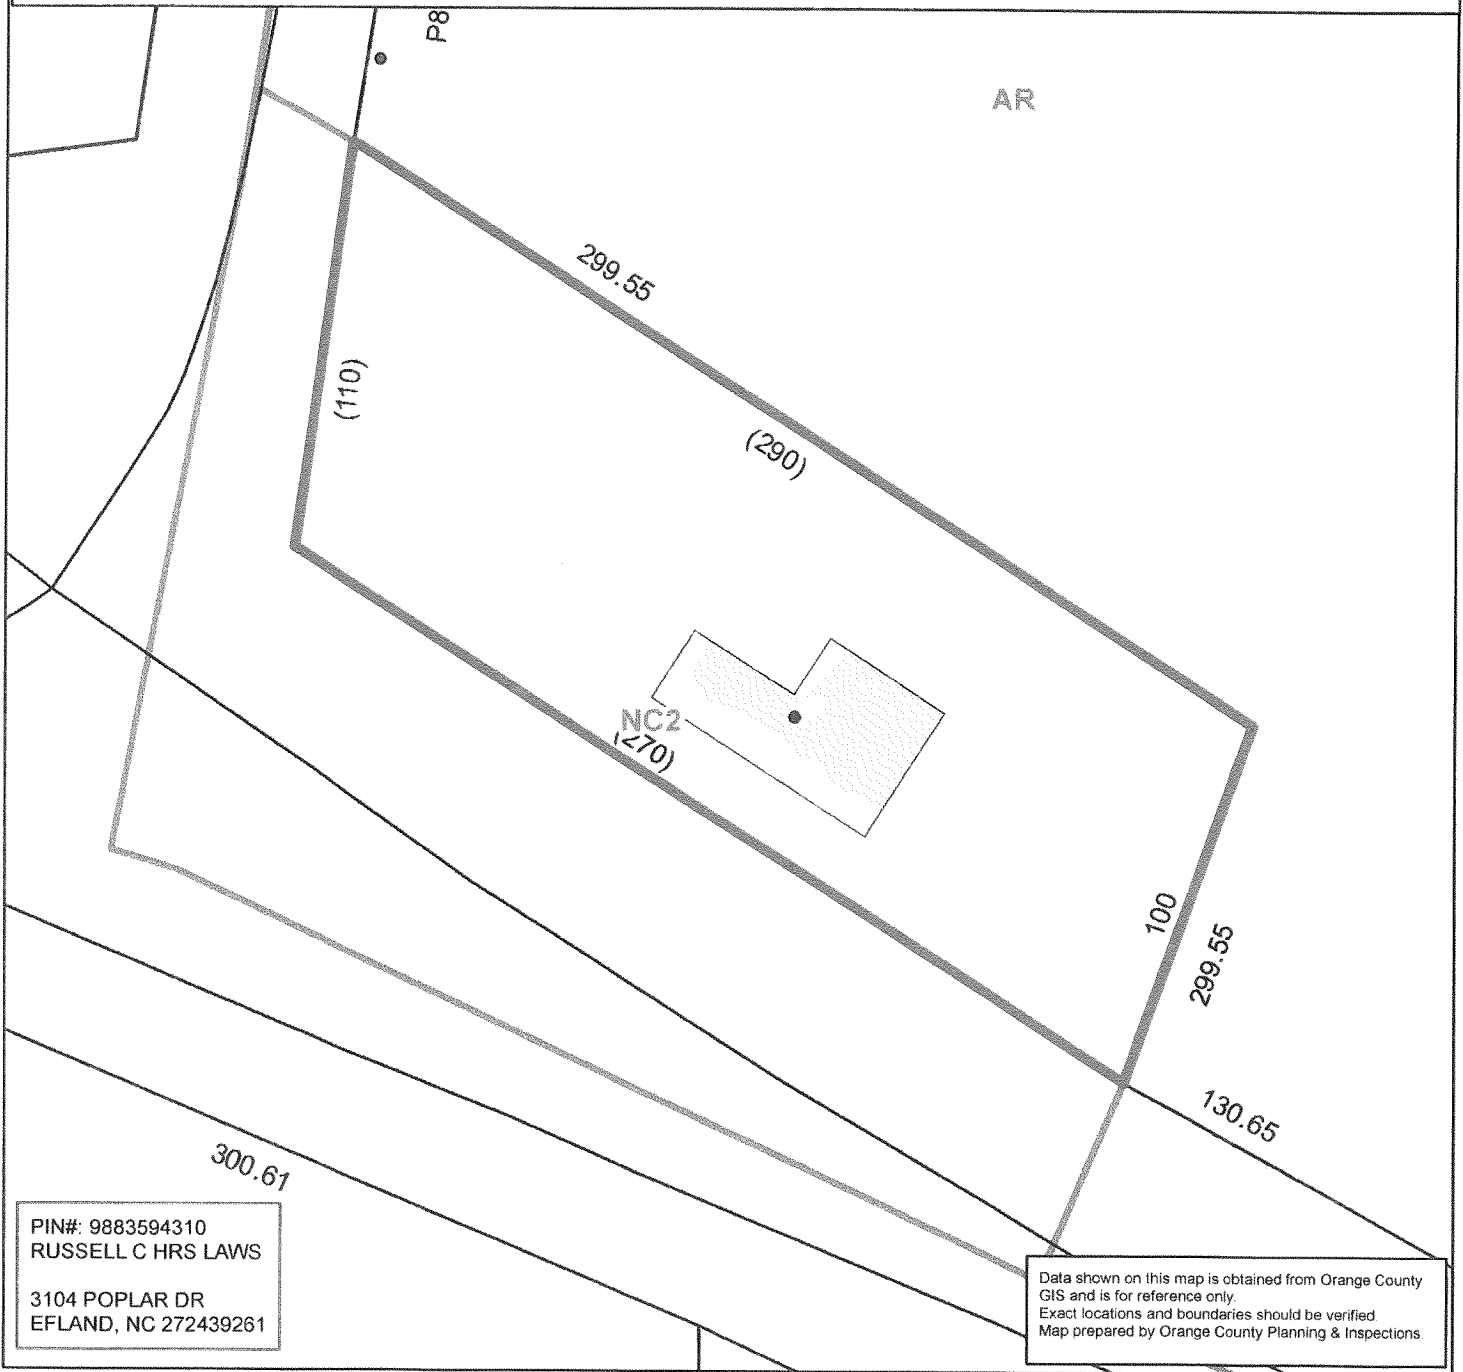 P8
AR
299.55
(110)
(290)
NC2
(270)
100
299.55
130.65
300.61
PIN#: 9883594310
RUSSELL C HRS LAWS
3104 POPLAR DR
EFLAND, NC 272439261
Data shown on this map is obtained from Orange County
GIS and is for reference only.
Exact locations and boundaries should be verified.
Map prepared by Orange County Planning & Inspections.